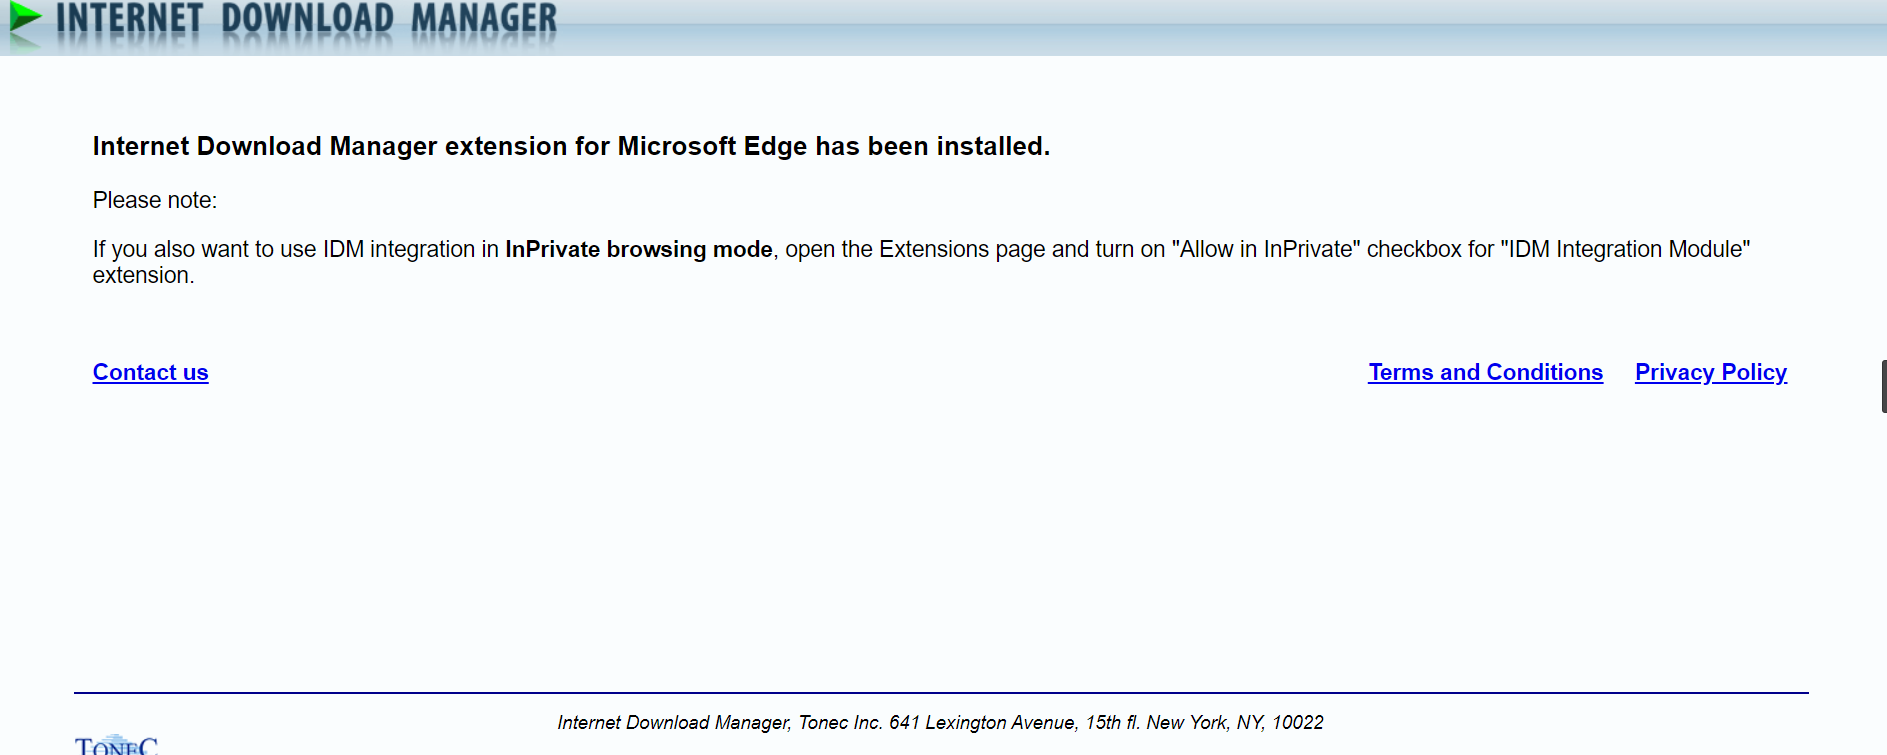 INTERNET DOWNLOAD MANAGER
Internet Download Manager extension for Microsoft Edge has been installed.
Please note:
If you also want to use IDM integration in InPrivate browsing mode, open the Extensions page and turn on "Allow in InPrivate" checkbox for "IDM Integration Module"
extension.
Contact us
Terms and Conditions
Privacy Policy
Internet Download Manager, Tonec Inc. 641 Lexington Avenue, 15th fl. New York, NY, 10022
TONEC